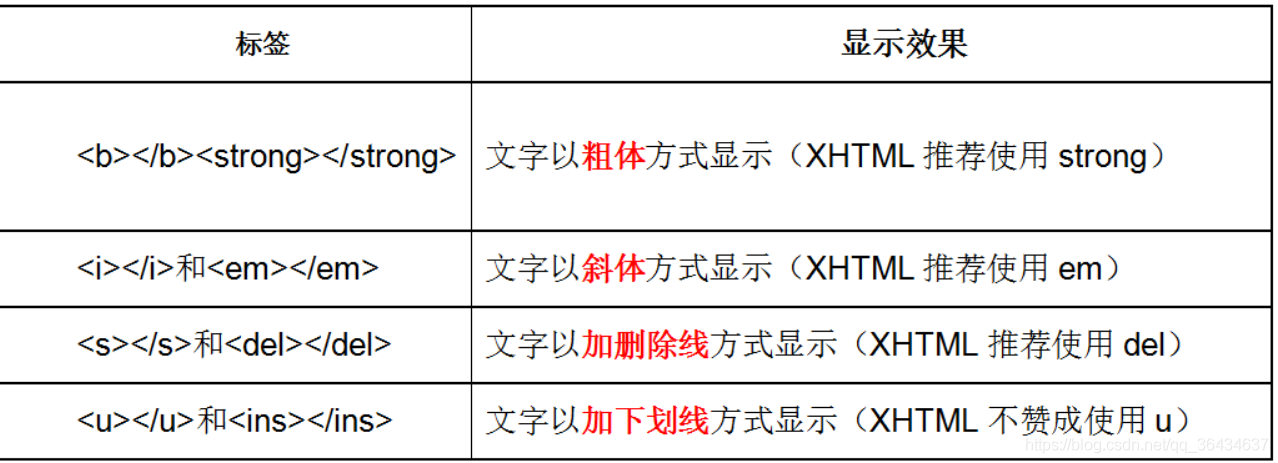 标签 显示效果
<b></b><strong></strong> 文字以粗体方式显示（XHTML 推荐使用 strong）
<i></i>和<em></em> 文字以斜体方式显示（XHTML 推荐使用 em）
<s></s>和<del></del> 文字以加删除线方式显示（XHTML 推荐使用 del）
<u></u>和<ins></ins> 文字以加下划线方式显示（XHTML 不赞成使用 u）
https://blog.csdn.net/qq_36434637